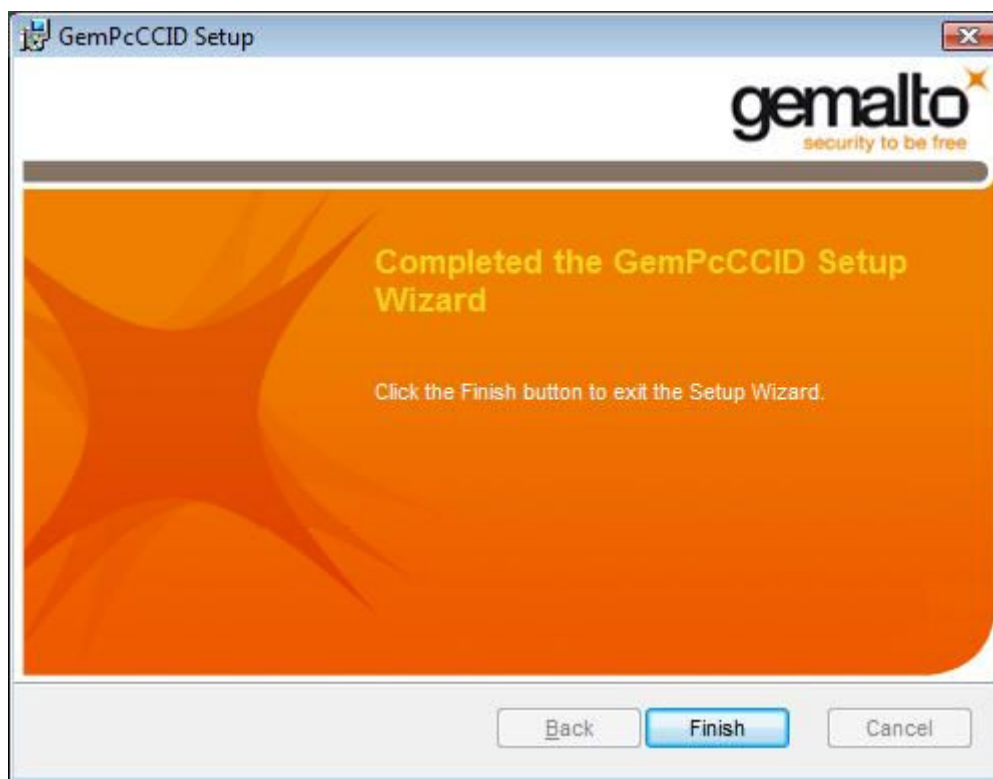 GemPcCCID Setup
gemalto
security to be free
Completed the GemPcCCID Setup
Wizard
Click the Finish button to exit the Setup Wizard.
Back
Finish
Cancel